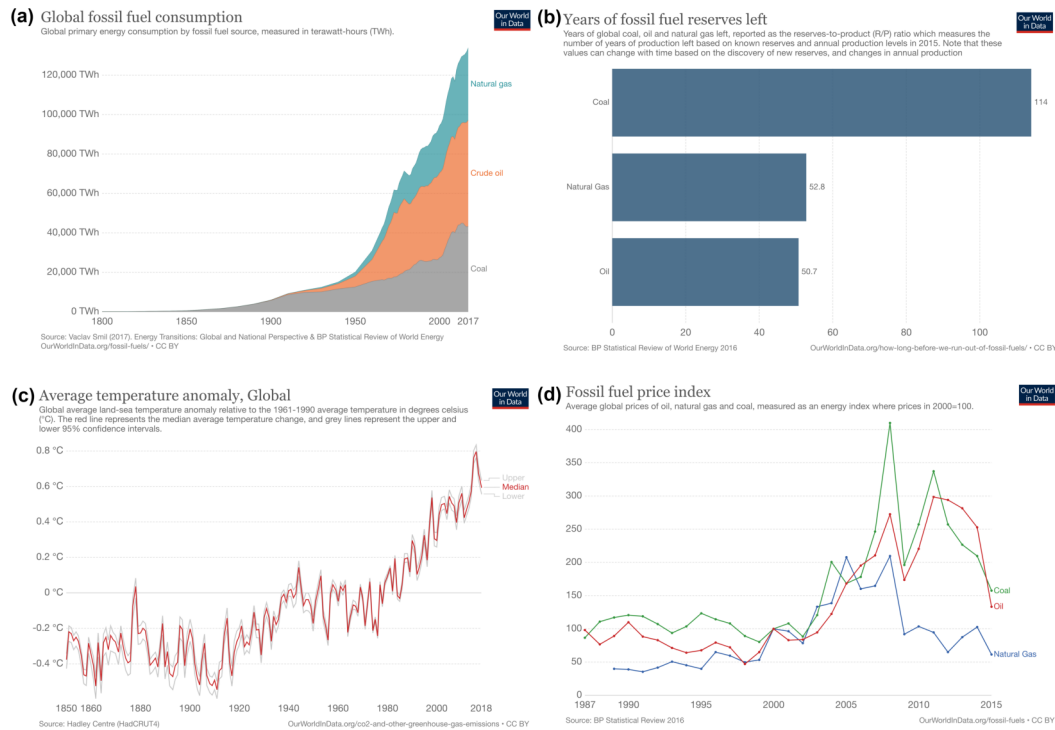 (a) Global fossil fuel consumption
Global primary energy consumption by fossil fuel source, measured in terawatt-hours (TWh).
Our World
in Data
120,000 TWh
100,000 TWh
80,000 TWh
60,000 TWh
40,000 TWh
20,000 TWh
0 TWh
Natural gas
Crude oil
Coal
1800
1850
1900
1950
2000
2017
Source: Vaclav Smil (2017). Energy Transitions: Global and National Perspective & BP Statistical Review of World Energy
OurWorldInData.org/fossil-fuels/ • CC BY
(b) Years of fossil fuel reserves left
Years of global coal, oil and natural gas left, reported as the reserves-to-product (R/P) ratio which measures the
number of years of production left based on known reserves and annual production levels in 2015. Note that these
values can change with time based on the discovery of new reserves, and changes in annual production
Our World
in Data
Coal
114
Natural Gas
52.8
Oil
50.7
0
20
40
60
80
100
Source: BP Statistical Review of World Energy 2016
OurWorldInData.org/how-long-before-we-run-out-of-fossil-fuels/ • CC BY
(c) Average temperature anomaly, Global
Global average land-sea temperature anomaly relative to the 1961-1990 average temperature in degrees celsius
(°C). The red line represents the median average temperature change, and grey lines represent the upper and
lower 95% confidence intervals.
Our World
in Data
0.8 °C
0.6 °C
0.4 °C
0.2 °C
0 °C
-0.2 °C
-0.4 °C
Upper
Median
Lower
1850
1860
1880
1900
1920
1940
1960
1980
2000
2018
Source: Hadley Centre (HadCRUT4)
OurWorldInData.org/co2-and-other-greenhouse-gas-emissions • CC BY
(d) Fossil fuel price index
Average global prices of oil, natural gas and coal, measured as an energy index where prices in 2000=100.
Our World
in Data
400
350
300
250
200
150
100
50
0
Coal
Oil
Natural Gas
1987
1990
1995
2000
2005
2010
2015
Source: BP Statistical Review 2016
OurWorldInData.org/fossil-fuels • CC BY